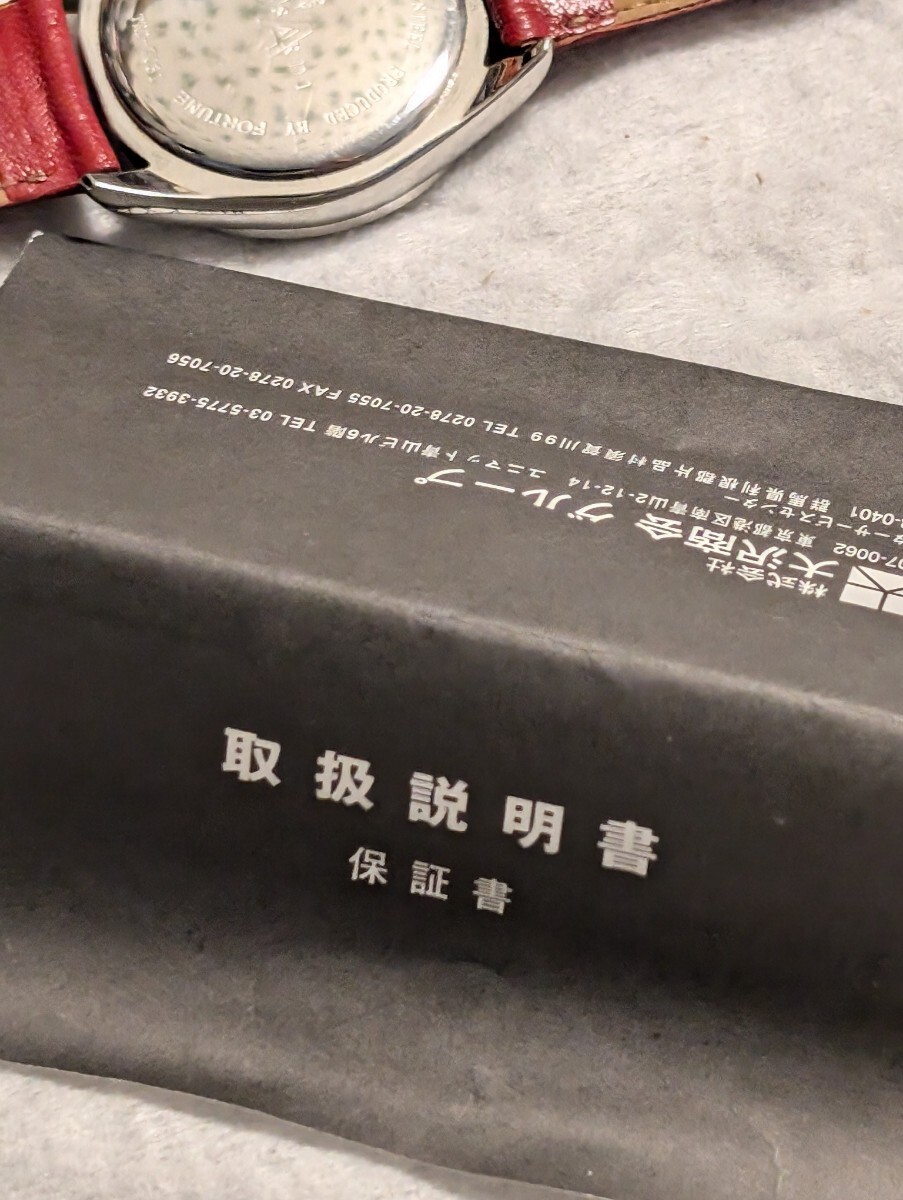 STEEL PRODUCED BY FORTUNE
株式会社
大沢商会 グループ
07-0062 東京都港区南青山2-12-14 ユニマット青山ビル6階 TEL 03-5775-3932
ターサービスセンター
-0401 群馬県利根郡片品村須賀川99 TEL 0278-20-7055 FAX 0278-20-7056
取扱説明書
保証書